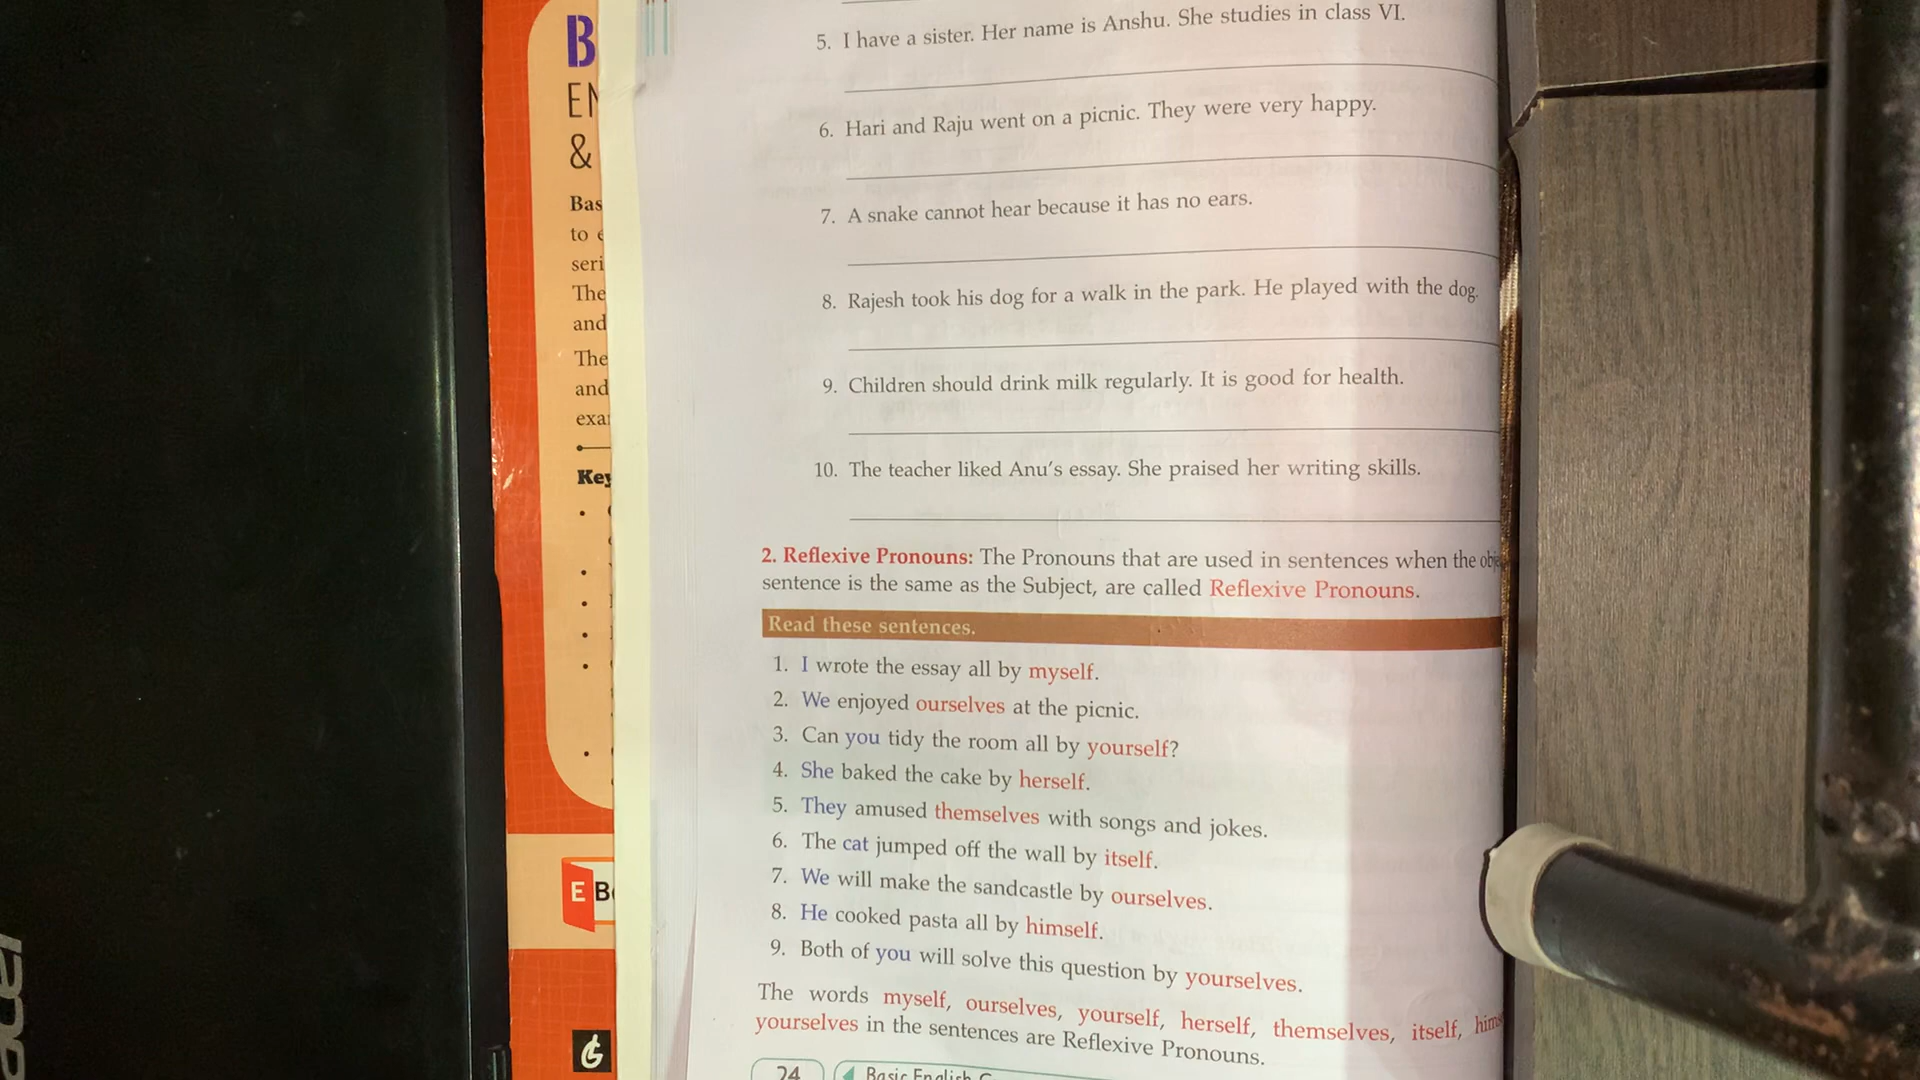 B
EN
&
Bas
to e
seri
The
and
The
and
exa
Key
E B
acer
5. I have a sister. Her name is Anshu. She studies in class VI.
6. Hari and Raju went on a picnic. They were very happy.
7. A snake cannot hear because it has no ears.
8. Rajesh took his dog for a walk in the park. He played with the dog.
9. Children should drink milk regularly. It is good for health.
10. The teacher liked Anu's essay. She praised her writing skills.
2. Reflexive Pronouns: The Pronouns that are used in sentences when the
sentence is the same as the Subject, are called Reflexive Pronouns.
Read these sentences.
1. I wrote the essay all by myself.
2. We enjoyed ourselves at the picnic.
3. Can you tidy the room all by yourself?
4. She baked the cake by herself.
5. They amused themselves with songs and jokes.
6. The cat jumped off the wall by itself.
7. We will make the sandcastle by ourselves.
8. He cooked pasta all by himself.
9. Both of you will solve this question by yourselves.
The words myself, ourselves, yourself, herself, themselves, itself,
yourselves in the sentences are Reflexive Pronouns.
24
Basic English